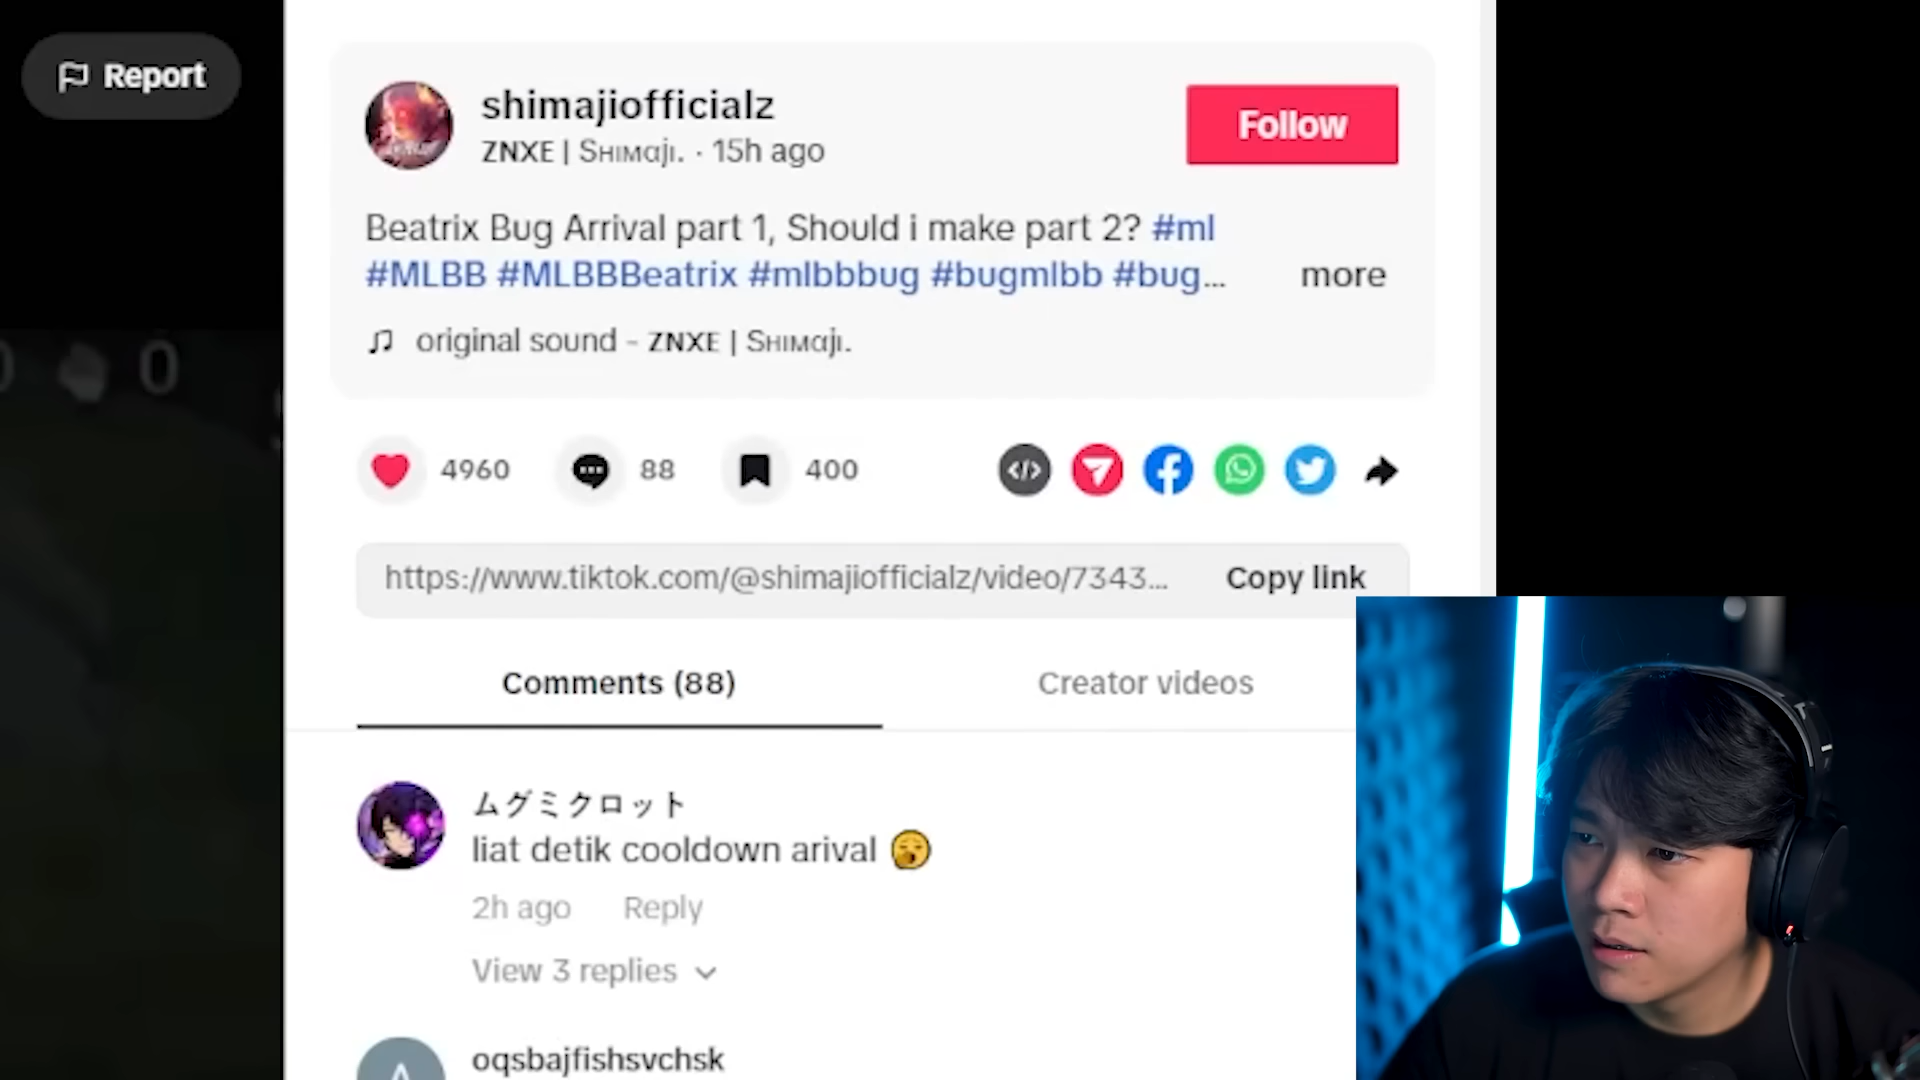 Report
shimajiofficialz
ZNXE | Sʜɪᴍαjı. · 15h ago
Follow
Beatrix Bug Arrival part 1, Should i make part 2? #ml
#MLBB #MLBBBeatrix #mlbbbug #bugmlbb #bug... more
original sound - ZNXE | Sʜɪᴍαjı.
4960 88 400
https://www.tiktok.com/@shimajiofficialz/video/7343... Copy link
Comments (88) Creator videos
ムグミクロット
liat detik cooldown arival 😮
2h ago Reply
View 3 replies
oqsbajfishsvchsk
A
0